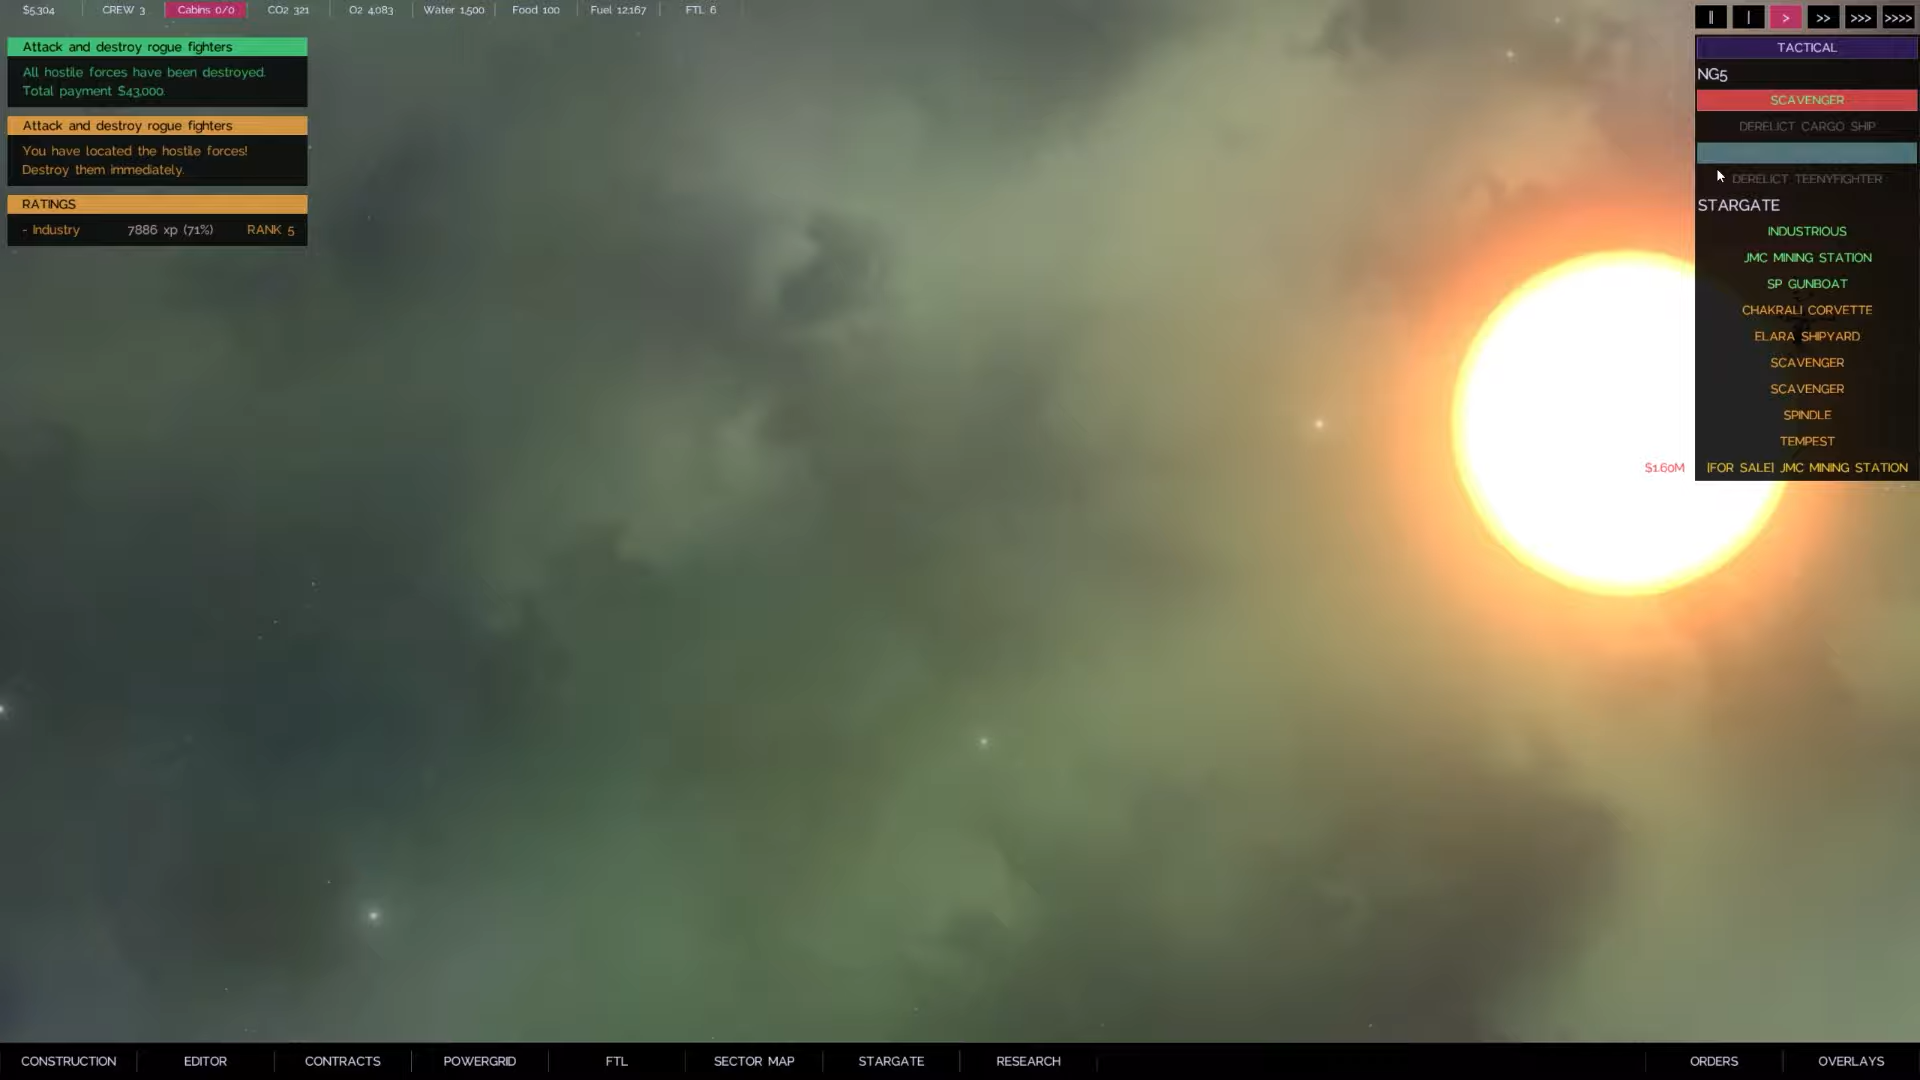 $5,304 CREW 3 Cabins 0/0 CO2 321 O2 4,083 Water 1,500 Food 100 Fuel 12,167 FTL 6
|| | > >> >>> >>>>
Attack and destroy rogue fighters
All hostile forces have been destroyed.
Total payment $43,000.
Attack and destroy rogue fighters
You have located the hostile forces!
Destroy them immediately.
RATINGS
- Industry 7886 xp (71%) RANK 5
TACTICAL
NG5
SCAVENGER
DERELICT CARGO SHIP
DERELICT TEENYFIGHTER
STARGATE
INDUSTRIOUS
JMC MINING STATION
SP GUNBOAT
CHAKRALI CORVETTE
ELARA SHIPYARD
SCAVENGER
SCAVENGER
SPINDLE
TEMPEST
$1.60M [FOR SALE] JMC MINING STATION
CONSTRUCTION EDITOR CONTRACTS POWERGRID FTL SECTOR MAP STARGATE RESEARCH ORDERS OVERLAYS